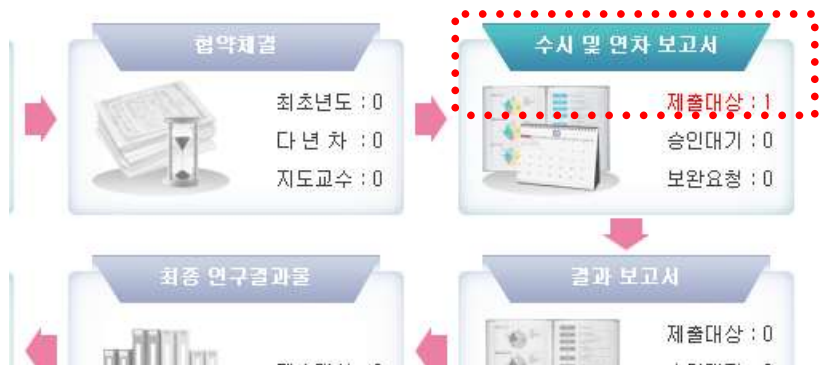 협약체결
최초년도 : 0
다 년 차 : 0
지도교수 : 0
수시 및 연차 보고서
제출대상 : 1
승인대기 : 0
보완요청 : 0
최종 연구결과물
결과 보고서
제출대상 : 0